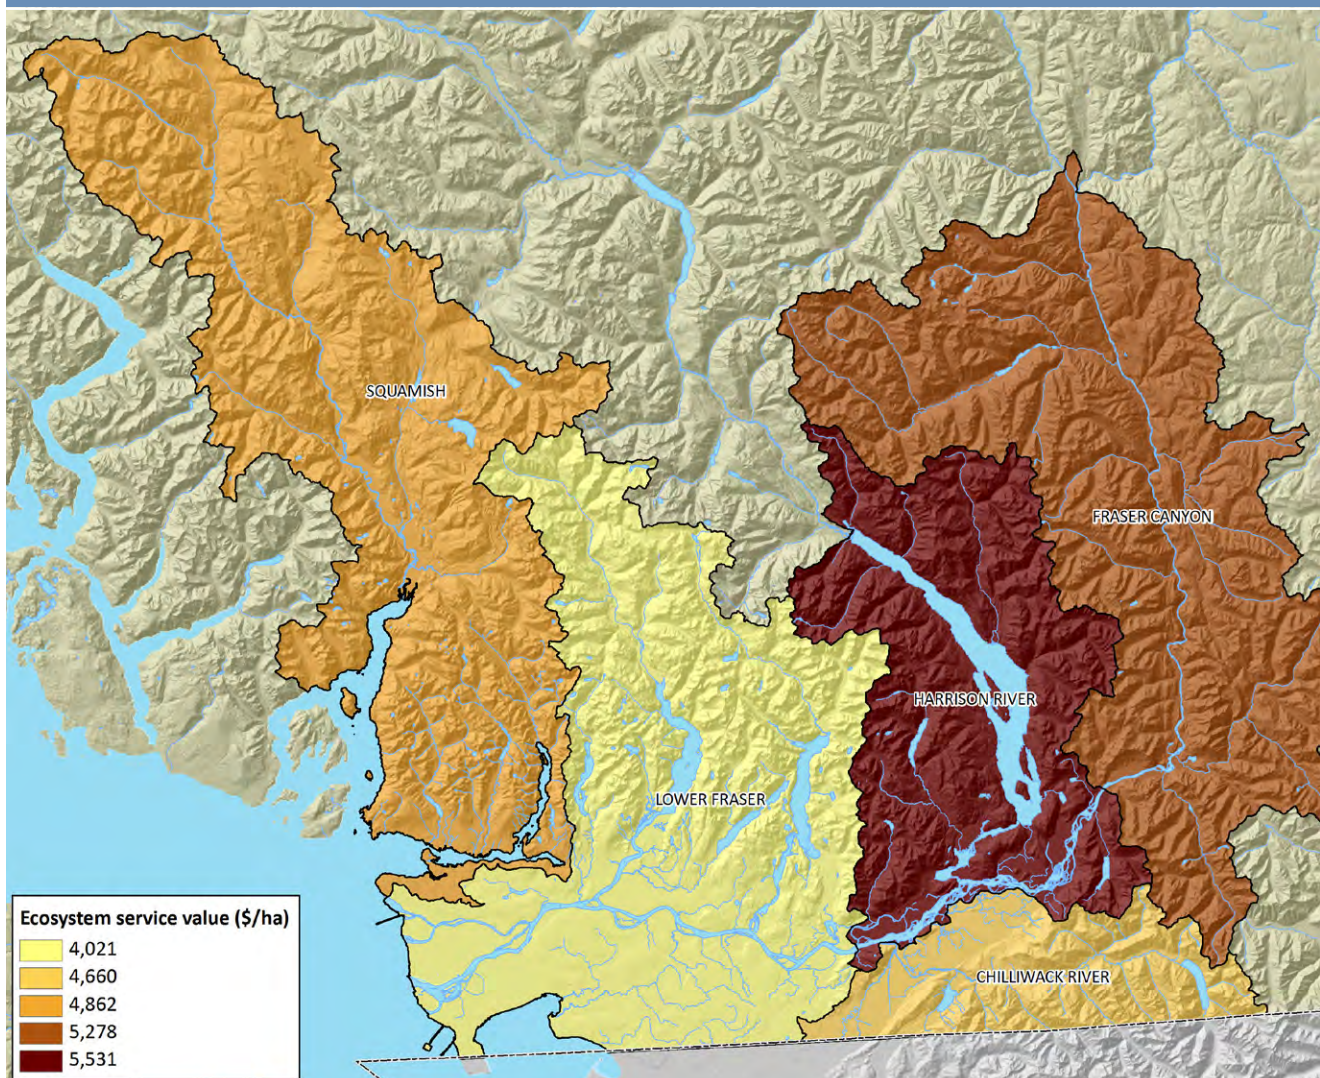 SQUAMISH
FRASER CANYON
HARRISON RIVER
LOWER FRASER
CHILLIWACK RIVER
Ecosystem service value ($/ha)
4,021
4,660
4,862
5,278
5,531